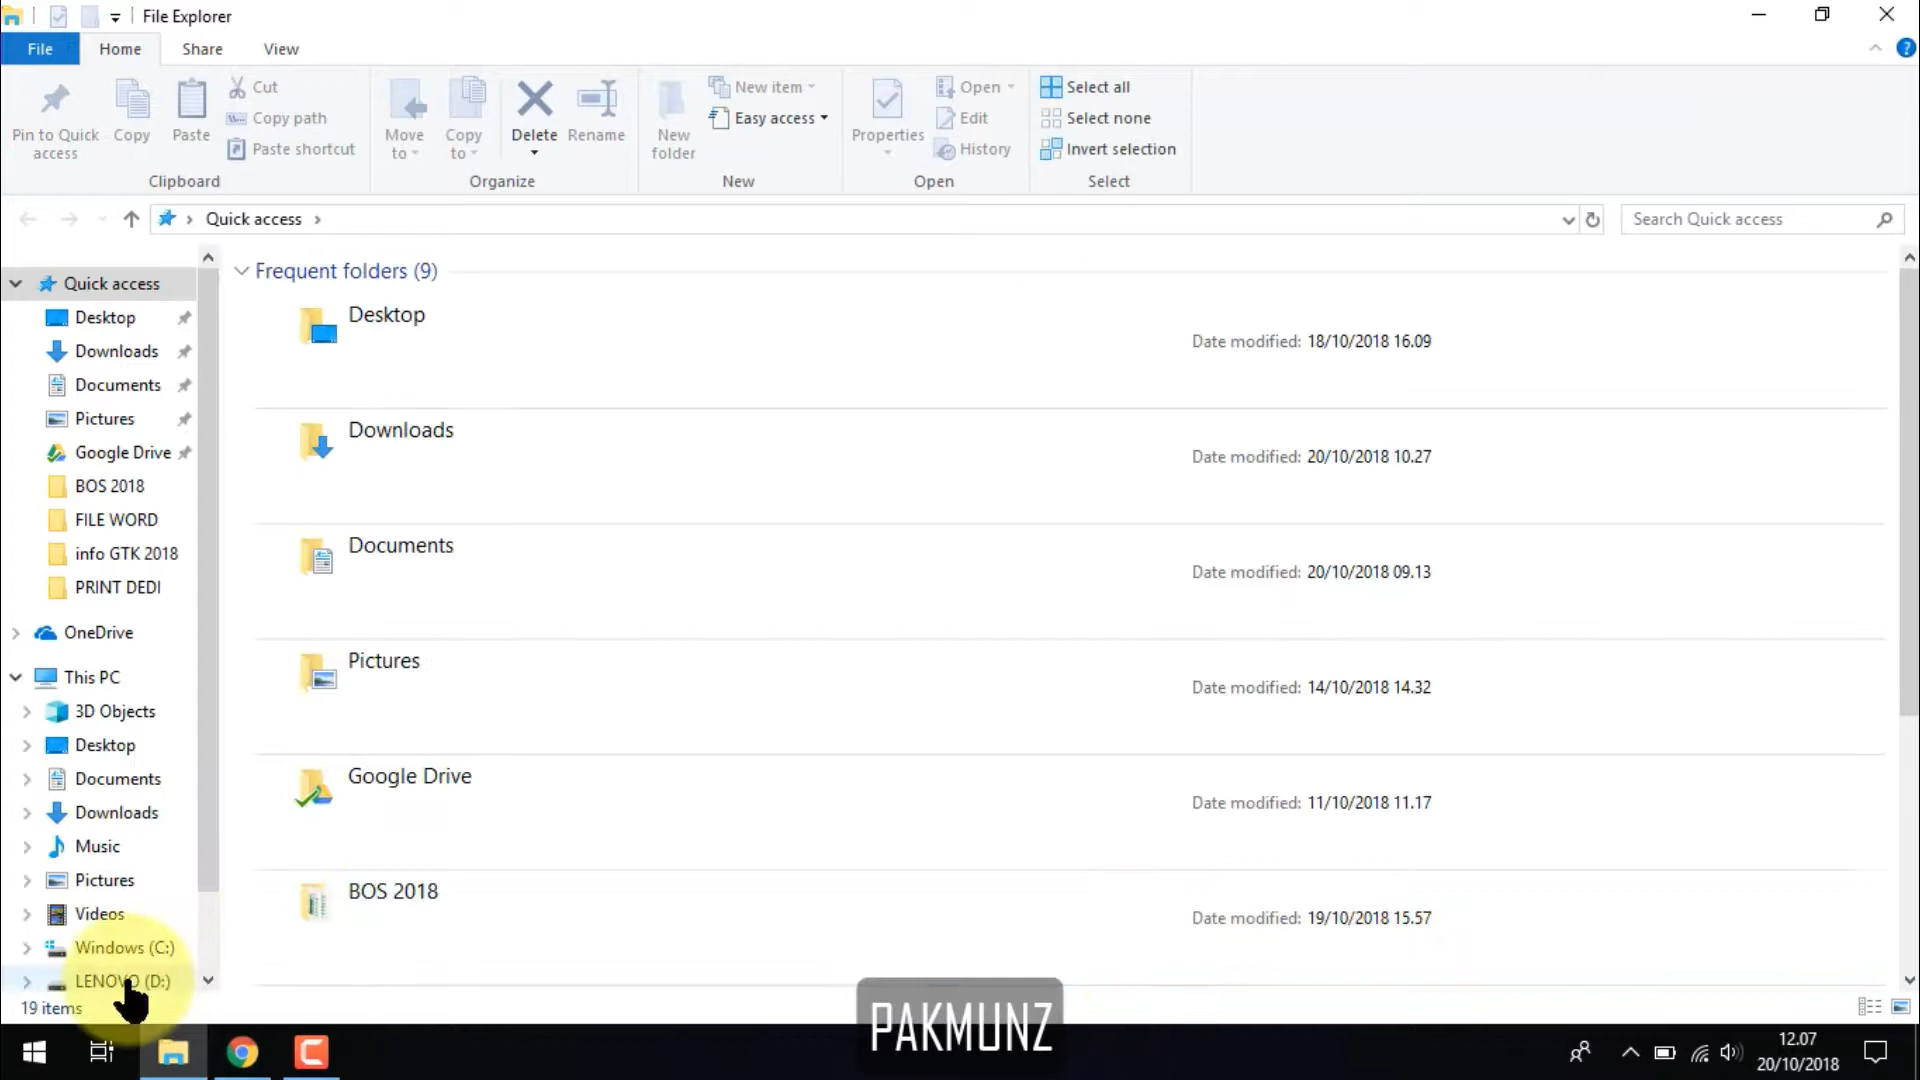 File Explorer
File Home Share View
Pin to Quick access
Copy
Paste
Cut
Copy path
Paste shortcut
Clipboard
Move to
Copy to
Delete
Rename
Organize
New folder
New item
Easy access
New
Properties
Open
Edit
History
Open
Select all
Select none
Invert selection
Select
Quick access
Search Quick access
Quick access
Desktop
Downloads
Documents
Pictures
Google Drive
BOS 2018
FILE WORD
info GTK 2018
PRINT DEDI
OneDrive
This PC
3D Objects
Desktop
Documents
Downloads
Music
Pictures
Videos
Windows (C:)
LENOVO (D:)
19 items
Frequent folders (9)
Desktop
Date modified: 18/10/2018 16.09
Downloads
Date modified: 20/10/2018 10.27
Documents
Date modified: 20/10/2018 09.13
Pictures
Date modified: 14/10/2018 14.32
Google Drive
Date modified: 11/10/2018 11.17
BOS 2018
Date modified: 19/10/2018 15.57
PAKMUNZ
12.07
20/10/2018